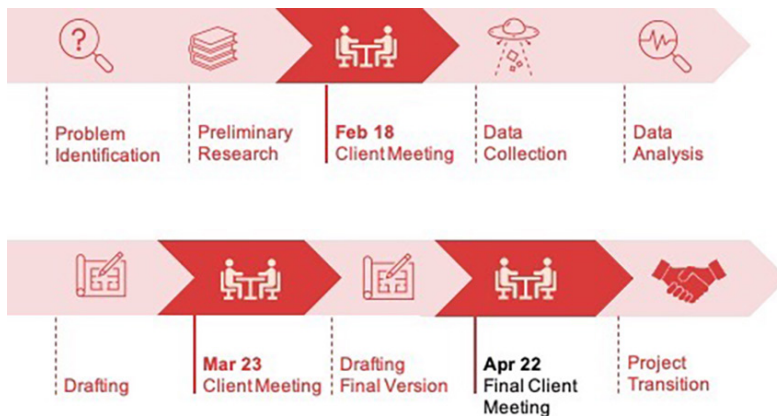 ?
Problem
Identification
Preliminary
Research
Feb 18
Client Meeting
Data
Collection
Data
Analysis
Drafting
Mar 23
Client Meeting
Drafting
Final Version
Apr 22
Final Client
Meeting
Project
Transition